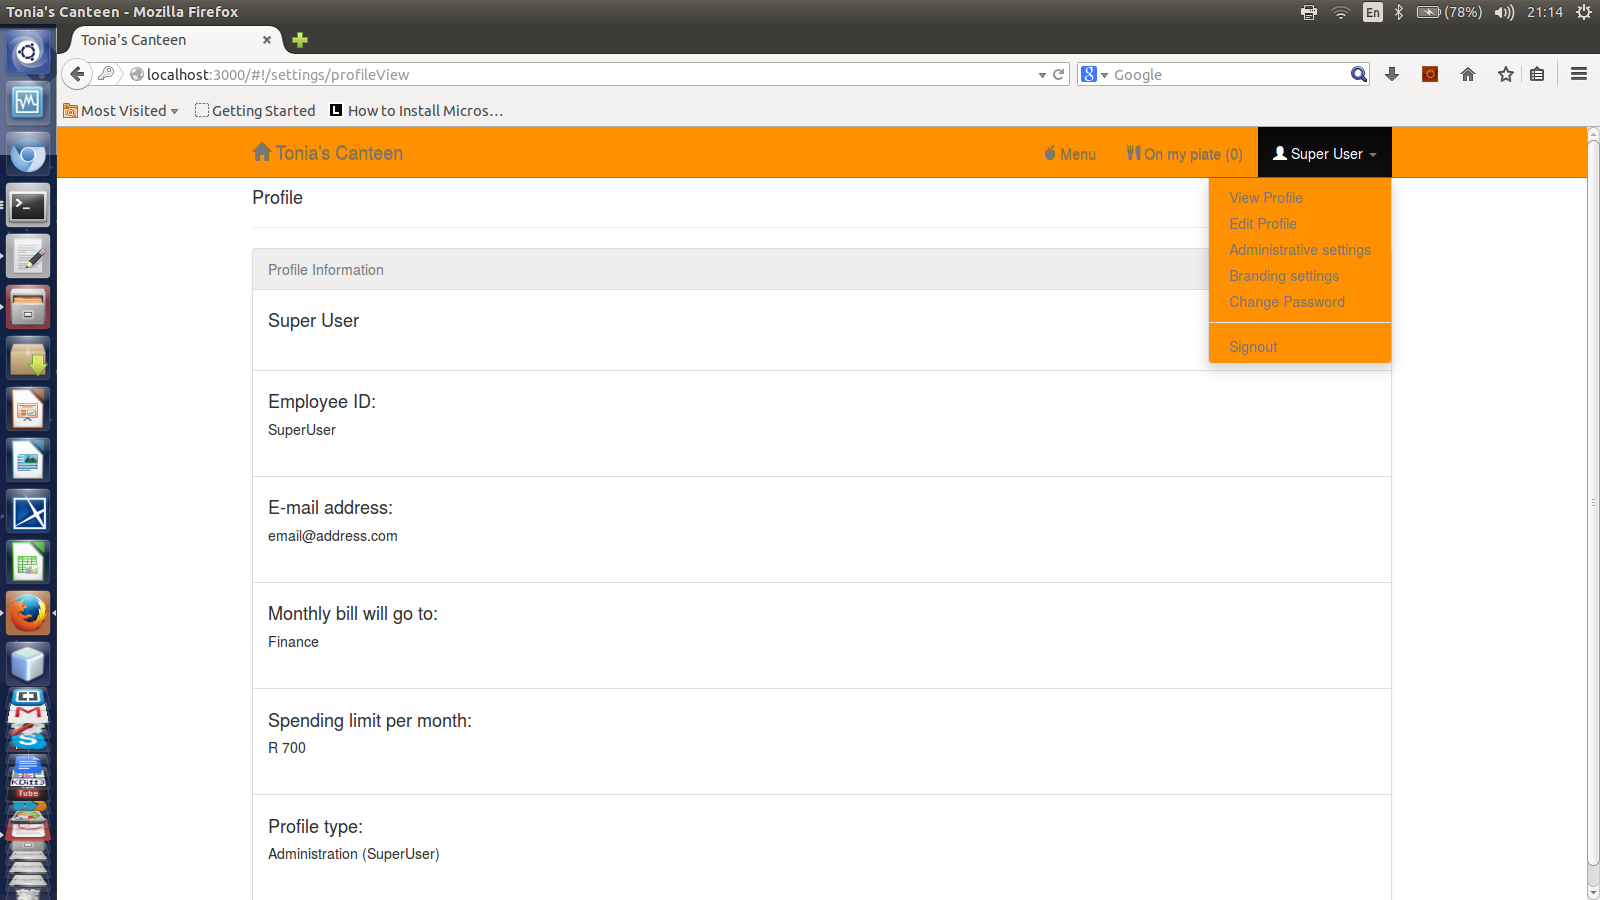 Tonia's Canteen - Mozilla Firefox
En
(78%)
21:14
Tonia's Canteen
localhost:3000/#!/settings/profileView
Google
Most Visited
Getting Started
How to Install Micros...
Tonia's Canteen
Menu
On my plate (0)
Super User
View Profile
Edit Profile
Administrative settings
Branding settings
Change Password
Signout
Profile
Profile Information
Super User
Employee ID:
SuperUser
E-mail address:
email@address.com
Monthly bill will go to:
Finance
Spending limit per month:
R 700
Profile type:
Administration (SuperUser)
KDiff3
Tube